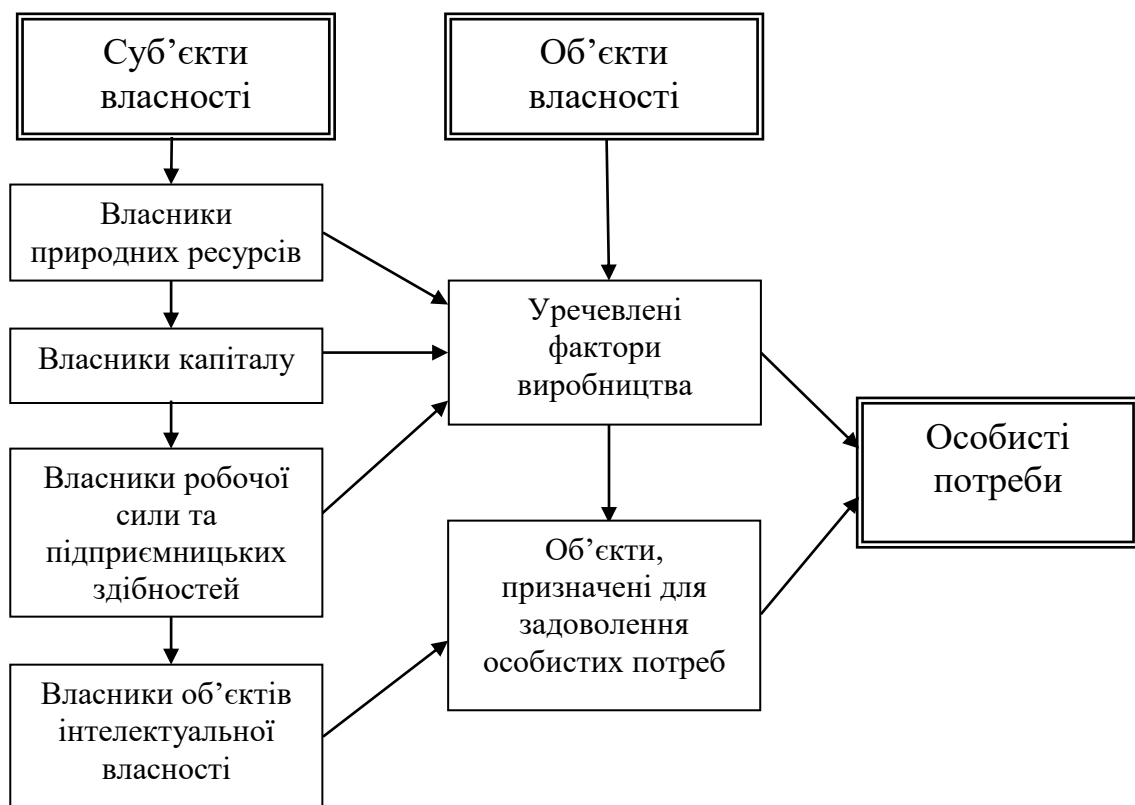 Суб’єкти
власності
Об’єкти
власності
Власники
природних ресурсів
Власники капіталу
Власники робочої
сили та
підприємницьких
здібностей
Власники об’єктів
інтелектуальної
власності
Уречевлені
фактори
виробництва
Об’єкти,
призначені для
задоволення
особистих потреб
Особисті
потреби